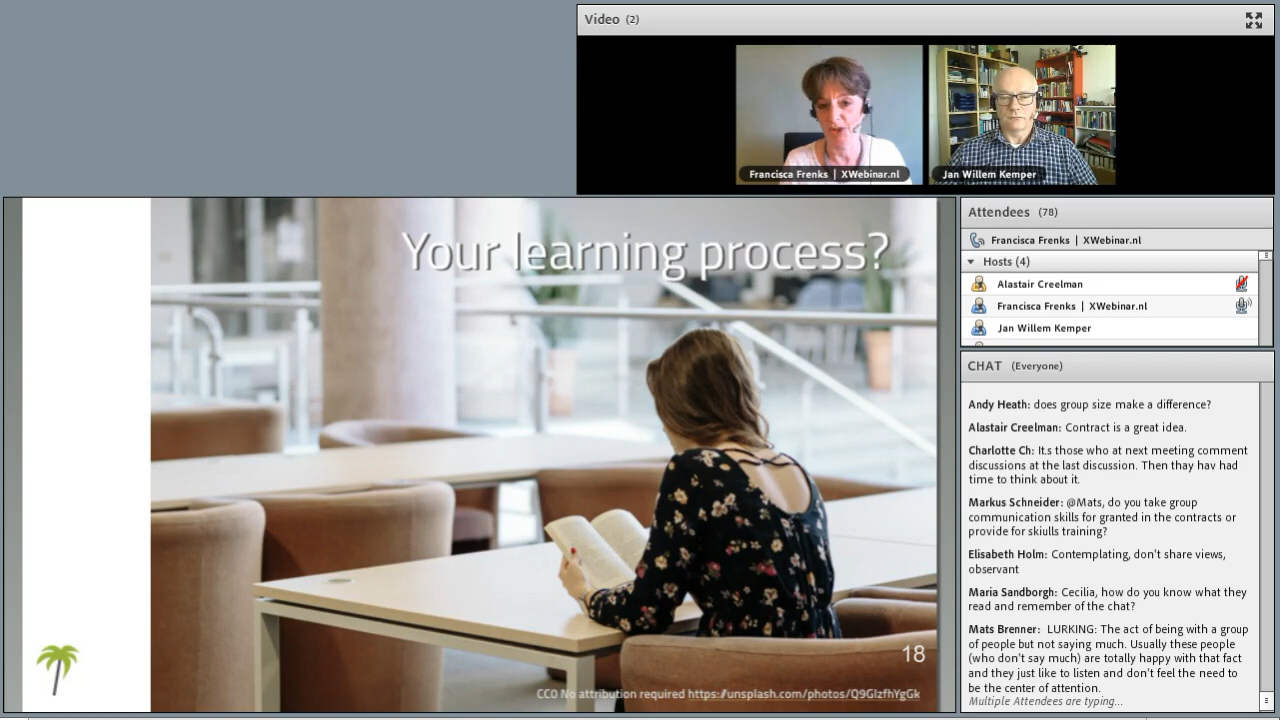 Video (2)
Francisca Frenks | XWebinar.nl
Jan Willem Kemper
Your learning process?
18
CC0 No attribution required https://unsplash.com/photos/Q9GlzfhYgGk
Attendees (78)
Francisca Frenks | XWebinar.nl
Hosts (4)
Alastair Creelman
Francisca Frenks | XWebinar.nl
Jan Willem Kemper
CHAT (Everyone)
Andy Heath: does group size make a difference?
Alastair Creelman: Contract is a great idea.
Charlotte Ch: It.s those who at next meeting comment
discussions at the last discussion. Then thay hav had
time to think about it.
Markus Schneider: @Mats, do you take group
communication skills for granted in the contracts or
provide for skiulls training?
Elisabeth Holm: Contemplating, don't share views,
observant
Maria Sandborgh: Cecilia, how do you know what they
read and remember of the chat?
Mats Brenner: LURKING: The act of being with a group
of people but not saying much. Usually these people
(who don't say much) are totally happy with that fact
and they just like to listen and don't feel the need to
be the center of attention.
Multiple Attendees are typing...